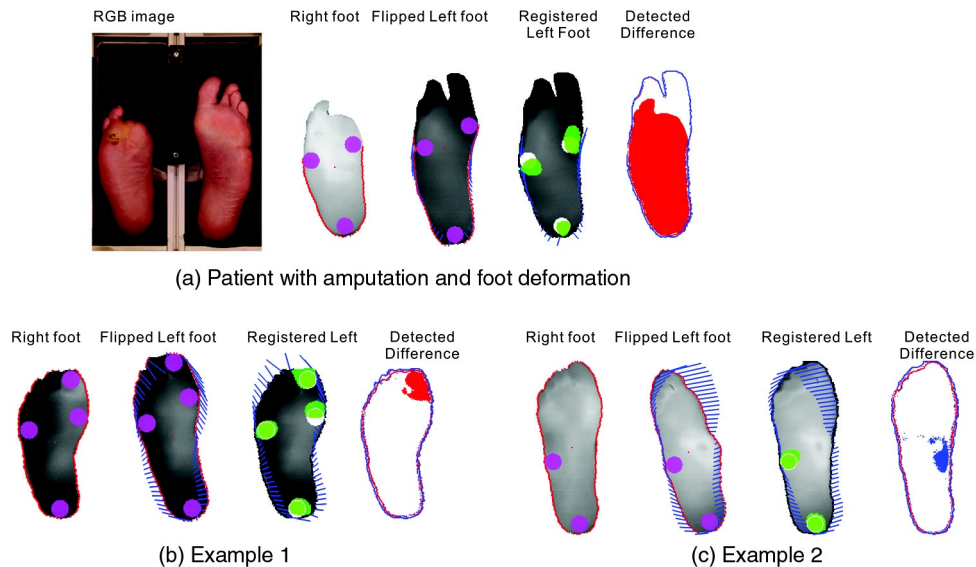 RGB image
Right foot
Flipped Left foot
Registered
Left Foot
Detected
Difference
(a) Patient with amputation and foot deformation
Right foot
Flipped Left foot
Registered Left
Detected
Difference
(b) Example 1
Right foot
Flipped Left foot
Registered Left
Detected
Difference
(c) Example 2